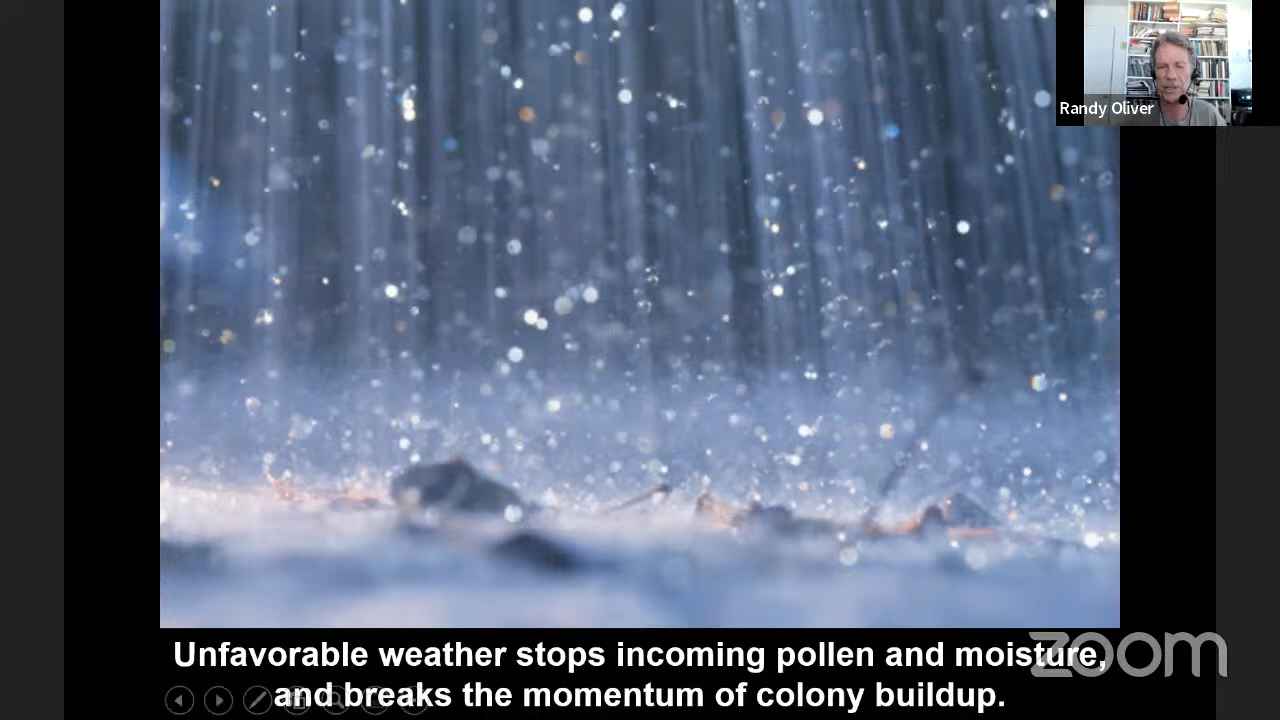 Randy Oliver
Unfavorable weather stops incoming pollen and moisture,
and breaks the momentum of colony buildup.
zoom